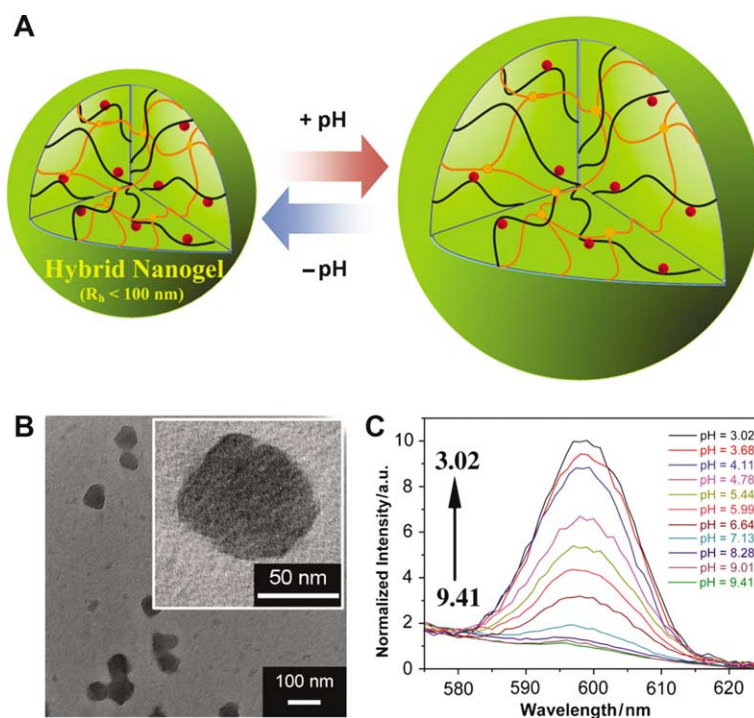 A
+ pH
– pH
Hybrid Nanogel
(Rh < 100 nm)
B
50 nm
100 nm
C
Normalized Intensity/a.u.
10
8
6
4
2
0
3.02
9.41
pH = 3.02
pH = 3.68
pH = 4.11
pH = 4.78
pH = 5.44
pH = 5.99
pH = 6.64
pH = 7.13
pH = 8.28
pH = 9.01
pH = 9.41
580 590 600 610 620
Wavelength/nm